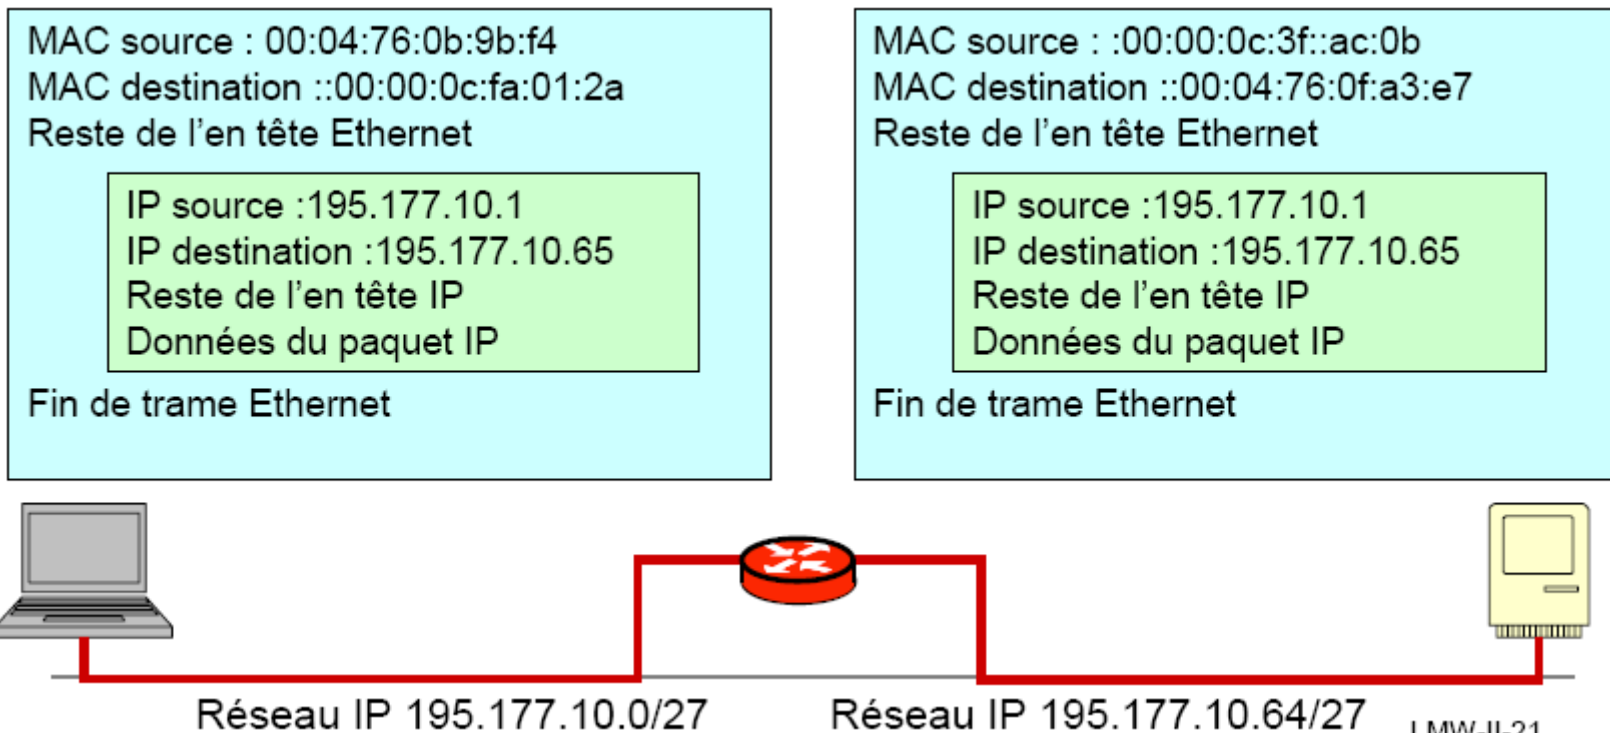 MAC source : 00:04:76:0b:9b:f4
MAC destination ::00:00:0c:fa:01:2a
Reste de l’en tête Ethernet
IP source :195.177.10.1
IP destination :195.177.10.65
Reste de l’en tête IP
Données du paquet IP
Fin de trame Ethernet
MAC source : :00:00:0c:3f::ac:0b
MAC destination ::00:04:76:0f:a3:e7
Reste de l’en tête Ethernet
IP source :195.177.10.1
IP destination :195.177.10.65
Reste de l’en tête IP
Données du paquet IP
Fin de trame Ethernet
Réseau IP 195.177.10.0/27
Réseau IP 195.177.10.64/27
LMW-II-21